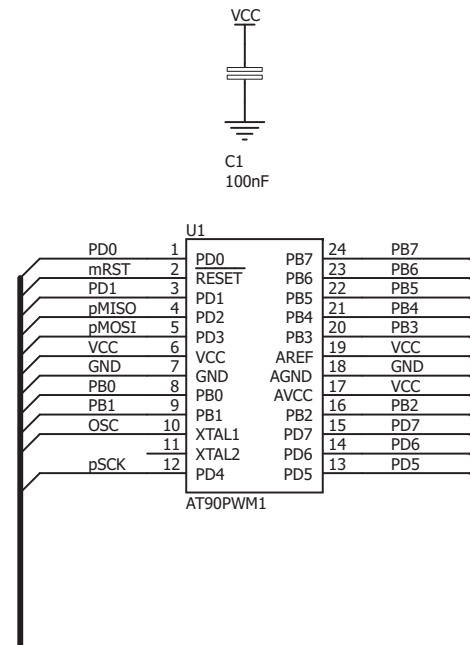 VCC
C1
100nF
U1
PD0 1 PD0 PB7 24 PB7
mRST 2 RESET PB6 23 PB6
PD1 3 PD1 PB5 22 PB5
pMISO 4 PD2 PB4 21 PB4
pMOSI 5 PD3 PB3 20 PB3
VCC 6 VCC AREF 19 VCC
GND 7 GND AGND 18 GND
PB0 8 PB0 AVCC 17 VCC
PB1 9 PB1 PB2 16 PB2
OSC 10 XTAL1 PD7 15 PD7
11 XTAL2 PD6 14 PD6
pSCK 12 PD4 PD5 13 PD5
AT90PWM1